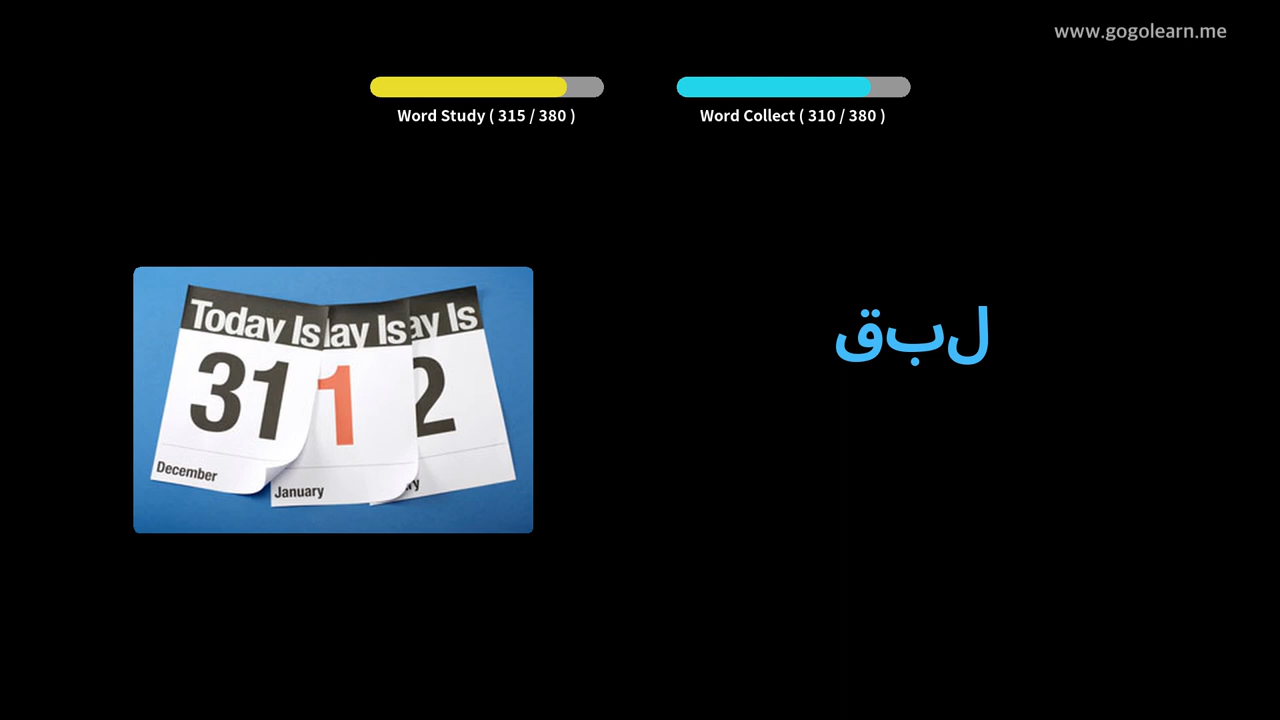 www.gogolearn.me
Word Study ( 315 / 380 )
Word Collect ( 310 / 380 )
Today Is
ay Is
ay Is
31
1
2
December
January
ry
لبق